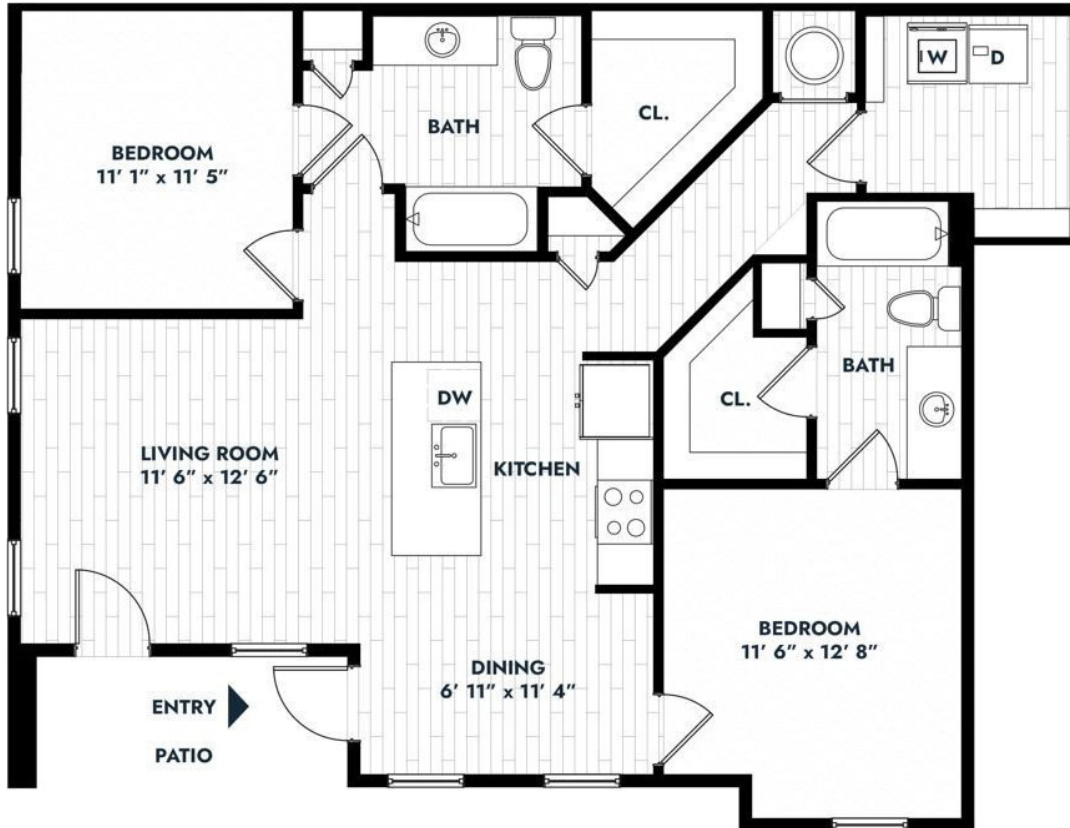 W
D
BATH
CL.
BEDROOM
11' 1" x 11' 5"
DW
BATH
CL.
LIVING ROOM
11' 6" x 12' 6"
KITCHEN
BEDROOM
11' 6" x 12' 8"
DINING
6' 11" x 11' 4"
ENTRY
PATIO